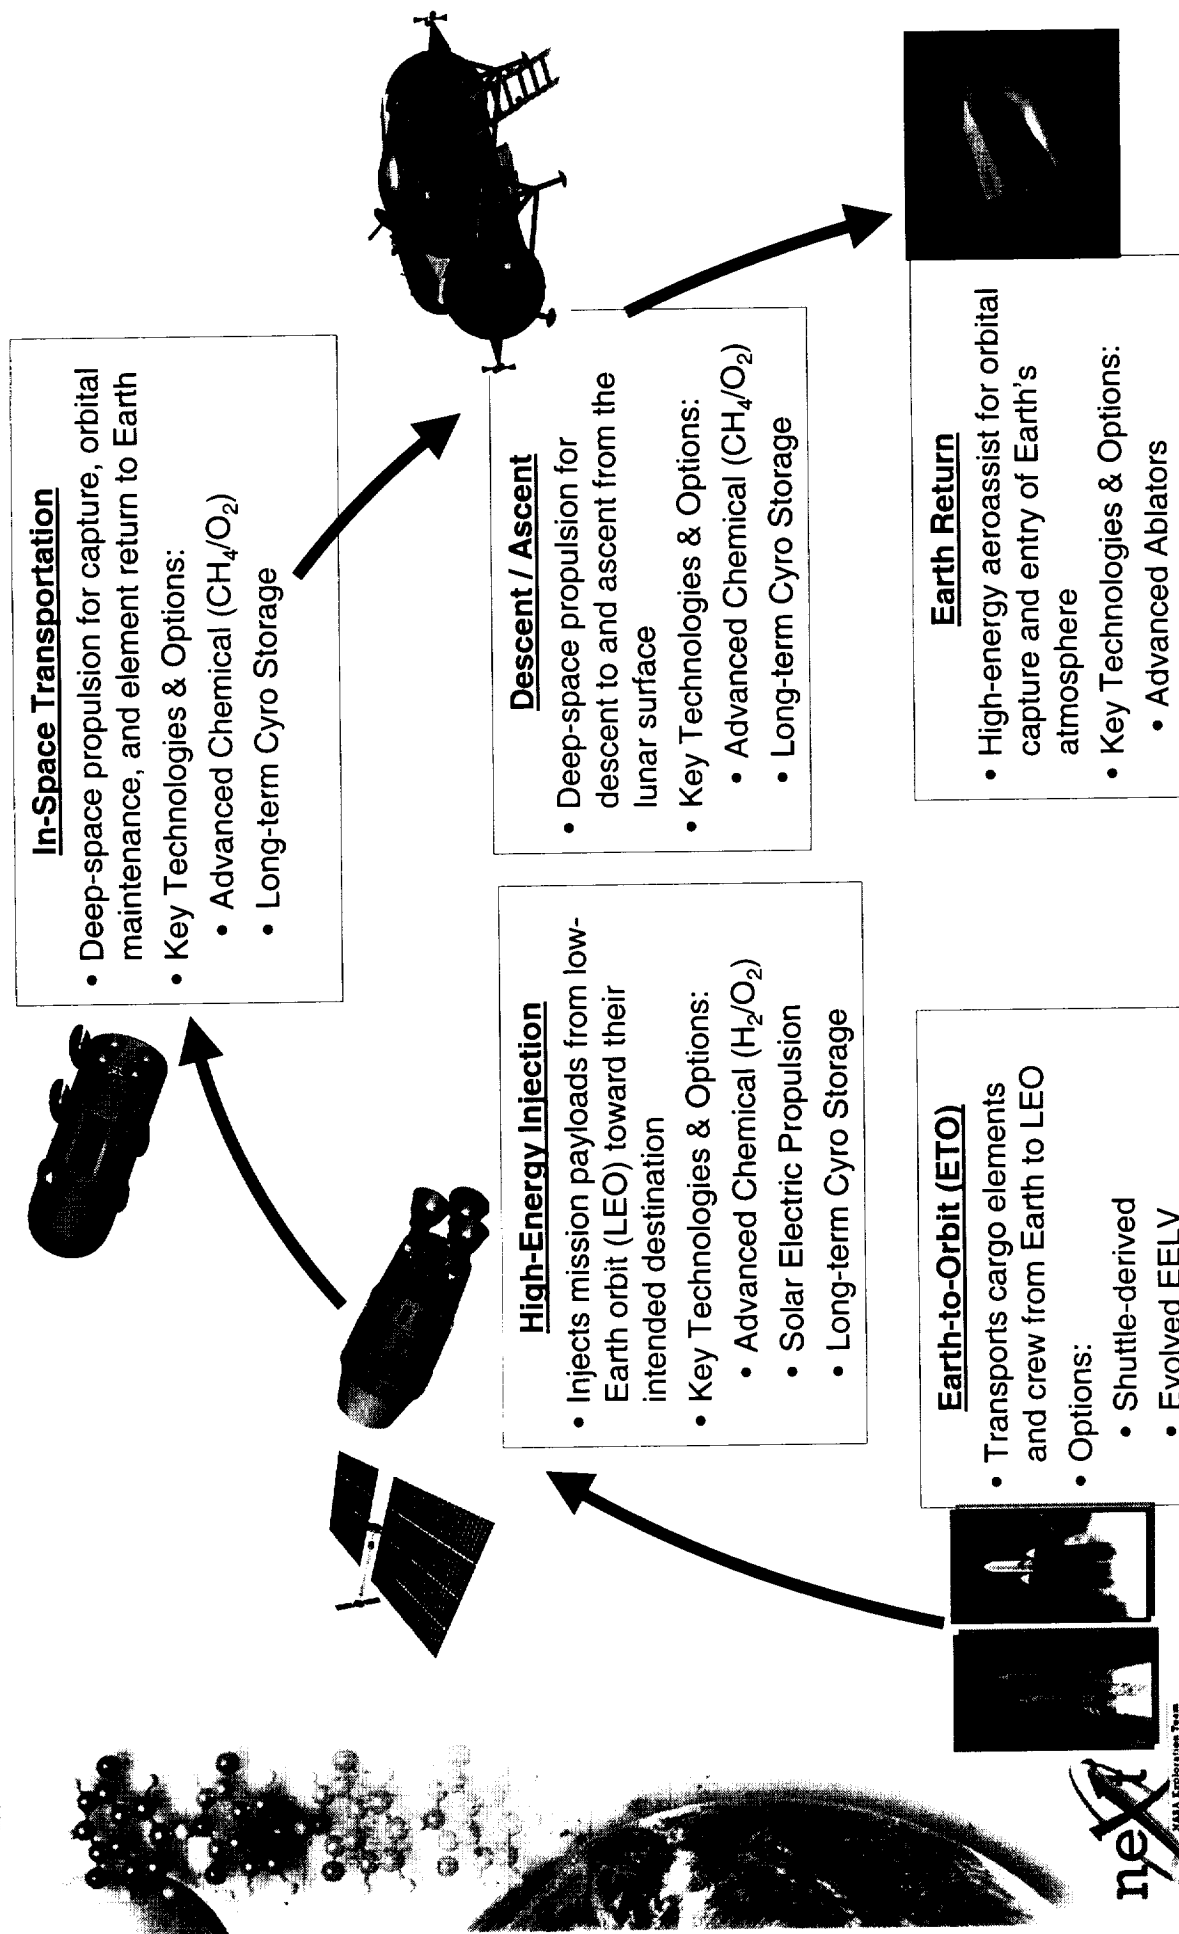 In-Space Transportation
• Deep-space propulsion for capture, orbital
maintenance, and element return to Earth
• Key Technologies & Options:
• Advanced Chemical (CH₄/O₂)
• Long-term Cyro Storage
High-Energy Injection
• Injects mission payloads from low-
Earth orbit (LEO) toward their
intended destination
• Key Technologies & Options:
• Advanced Chemical (H₂/O₂)
• Solar Electric Propulsion
• Long-term Cyro Storage
Descent / Ascent
• Deep-space propulsion for
descent to and ascent from the
lunar surface
• Key Technologies & Options:
• Advanced Chemical (CH₄/O₂)
• Long-term Cyro Storage
Earth-to-Orbit (ETO)
• Transports cargo elements
and crew from Earth to LEO
• Options:
• Shuttle-derived
• Evolved EELV
Earth Return
• High-energy aeroassist for orbital
capture and entry of Earth's
atmosphere
• Key Technologies & Options:
• Advanced Ablators
neXt
NASA Exploration Team